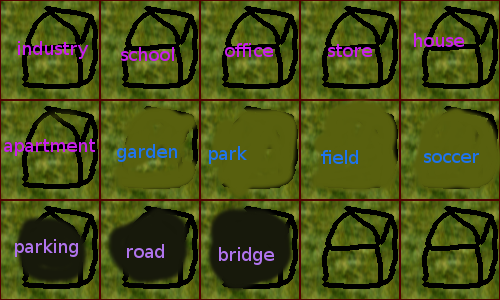 industry
school
office
store
house
apartment
garden
park
field
soccer
parking
road
bridge